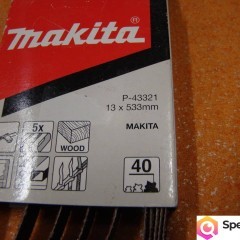 makita
P-43321
13 x 533mm
MAKITA
5x
WOOD
40
Spe